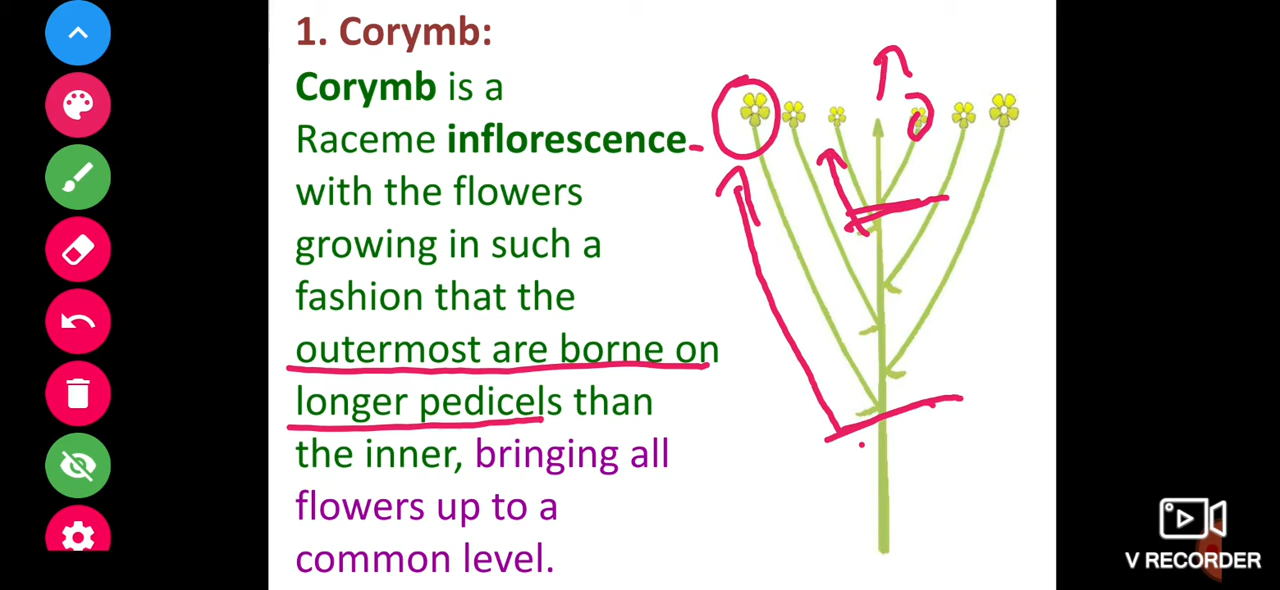 1. Corymb:
Corymb is a
Raceme inflorescence
with the flowers
growing in such a
fashion that the
outermost are borne on
longer pedicels than
the inner, bringing all
flowers up to a
common level.
V RECORDER